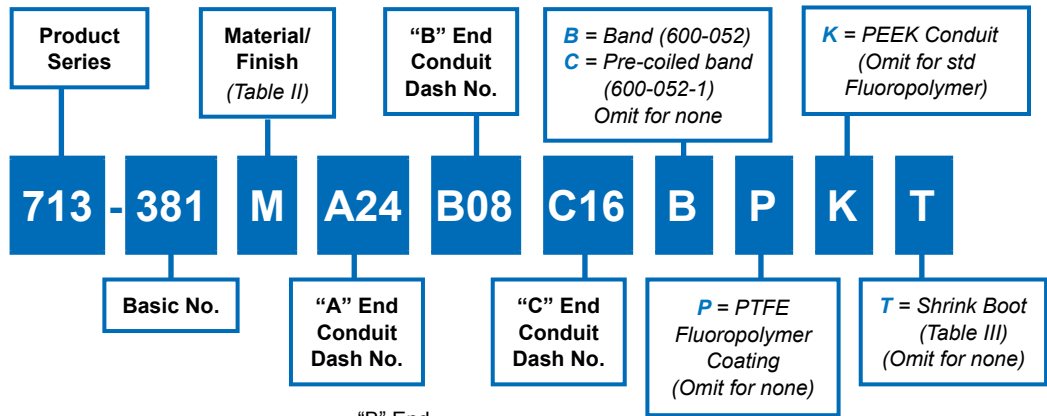 Product
Series
Material/
Finish
(Table II)
“B” End
Conduit
Dash No.
B = Band (600-052)
C = Pre-coiled band
(600-052-1)
Omit for none
K = PEEK Conduit
(Omit for std
Fluoropolymer)
713 - 381 M A24 B08 C16 B P K T
Basic No.
“A” End
Conduit
Dash No.
“C” End
Conduit
Dash No.
P = PTFE
Fluoropolymer
Coating
(Omit for none)
T = Shrink Boot
(Table III)
(Omit for none)
“B” End